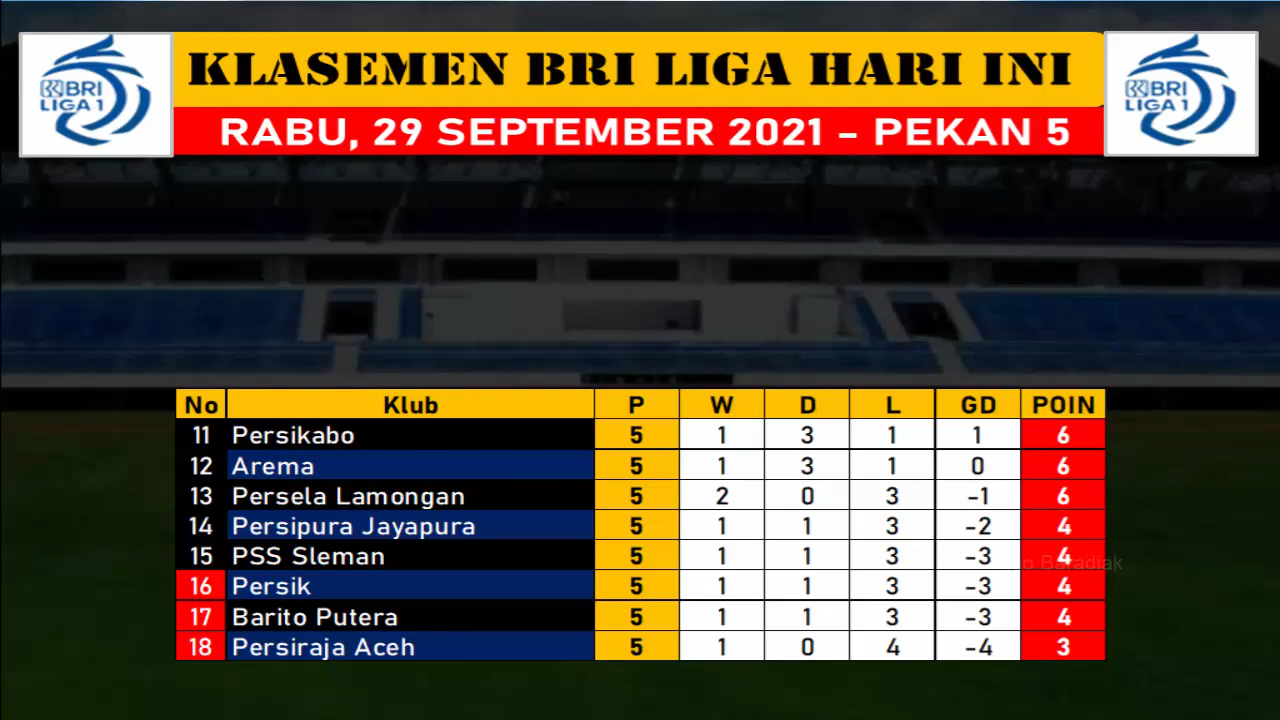 BRI
LIGA 1
KLASEMEN BRI LIGA HARI INI
BRI
LIGA 1
RABU, 29 SEPTEMBER 2021 - PEKAN 5
No Klub P W D L GD POIN
11 Persikabo 5 1 3 1 1 6
12 Arema 5 1 3 1 0 6
13 Persela Lamongan 5 2 0 3 -1 6
14 Persipura Jayapura 5 1 1 3 -2 4
15 PSS Sleman 5 1 1 3 -3 4
16 Persik 5 1 1 3 -3 4
17 Barito Putera 5 1 1 3 -3 4
18 Persiraja Aceh 5 1 0 4 -4 3